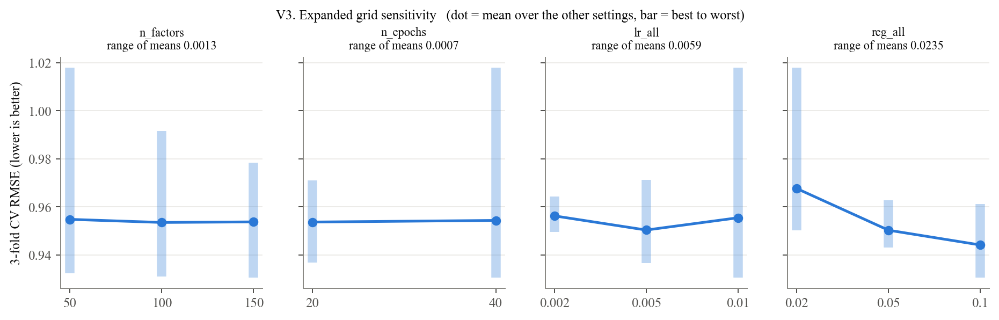 V3. Expanded grid sensitivity   (dot = mean over the other settings, bar = best to worst)
n_factors
range of means 0.0013
n_epochs
range of means 0.0007
lr_all
range of means 0.0059
reg_all
range of means 0.0235
3-fold CV RMSE (lower is better)
1.02
1.00
0.98
0.96
0.94
50 100 150
20 40
0.002 0.005 0.01
0.02 0.05 0.1